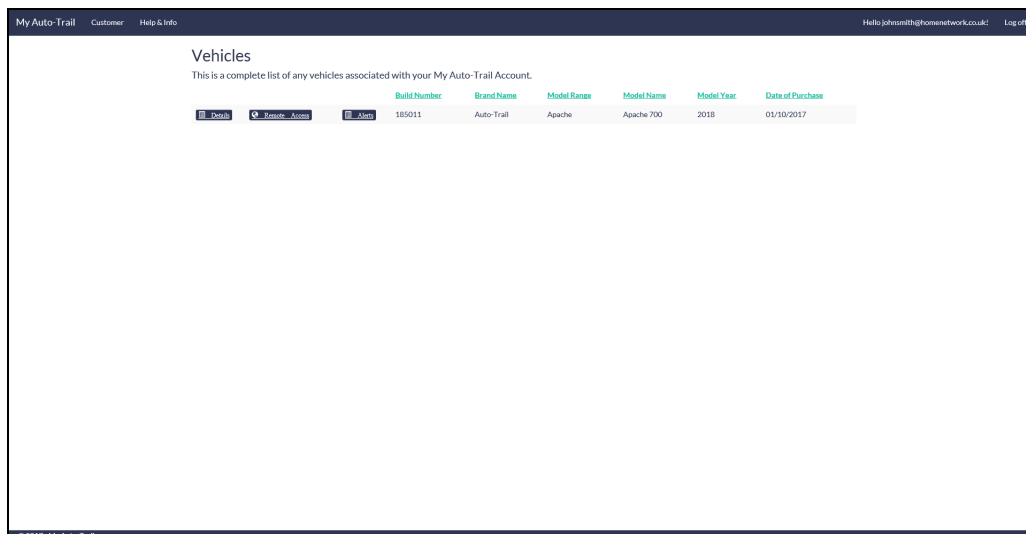 My Auto-Trail Customer Help & Info Hello johnsmith@homenetwork.co.uk! Log off
Vehicles
This is a complete list of any vehicles associated with your My Auto-Trail Account.
Build Number Brand Name Model Range Model Name Model Year Date of Purchase
Details Remote Access Alerts 185011 Auto-Trail Apache Apache 700 2018 01/10/2017